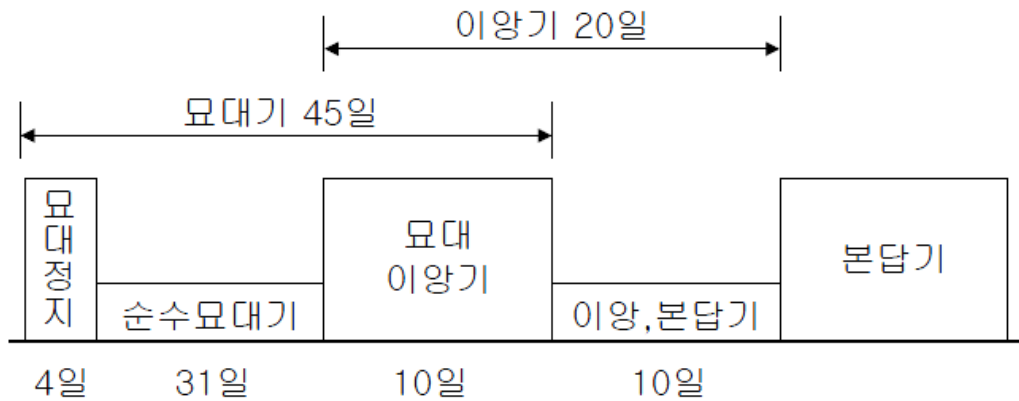 이앙기 20일
묘대기 45일
묘대정지
순수묘대기
묘대
이앙기
이앙,본답기
본답기
4일
31일
10일
10일